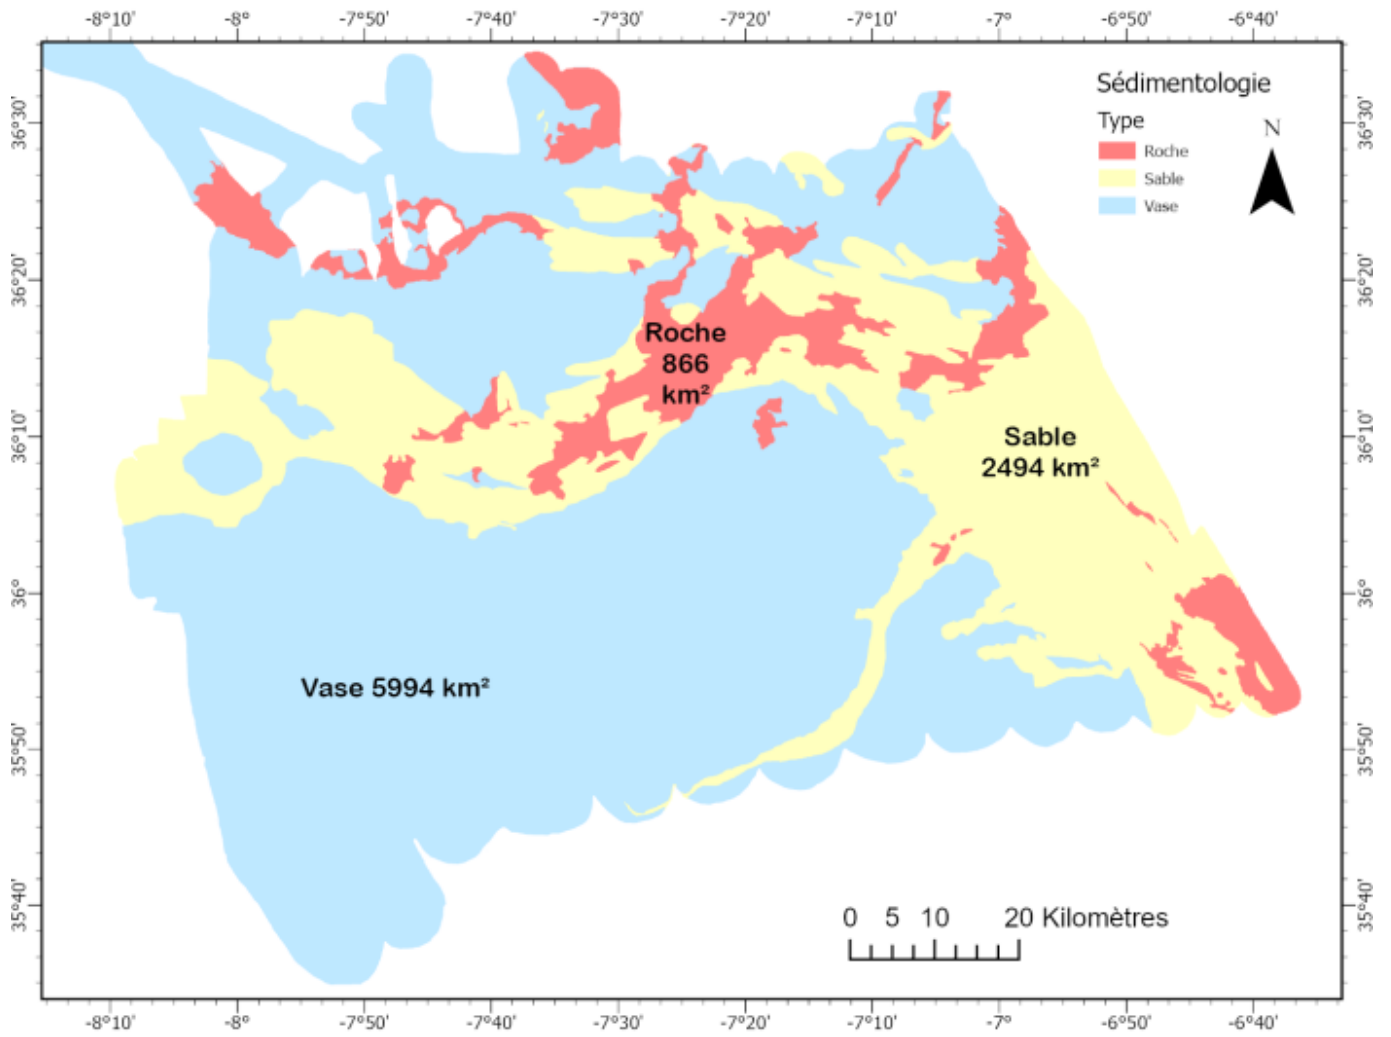 -8°10' -8° -7°50' -7°40' -7°30' -7°20' -7°10' -7° -6°50' -6°40'
Sédimentologie
Type
Roche
Sable
Vase
N
36°30' 36°30'
36°20' 36°20'
Roche
866
km²
36°10' 36°10'
Sable
2494 km²
36° 36°
Vase 5994 km²
35°50' 35°50'
35°40' 35°40'
0 5 10 20 Kilomètres
-8°10' -8° -7°50' -7°40' -7°30' -7°20' -7°10' -7° -6°50' -6°40'